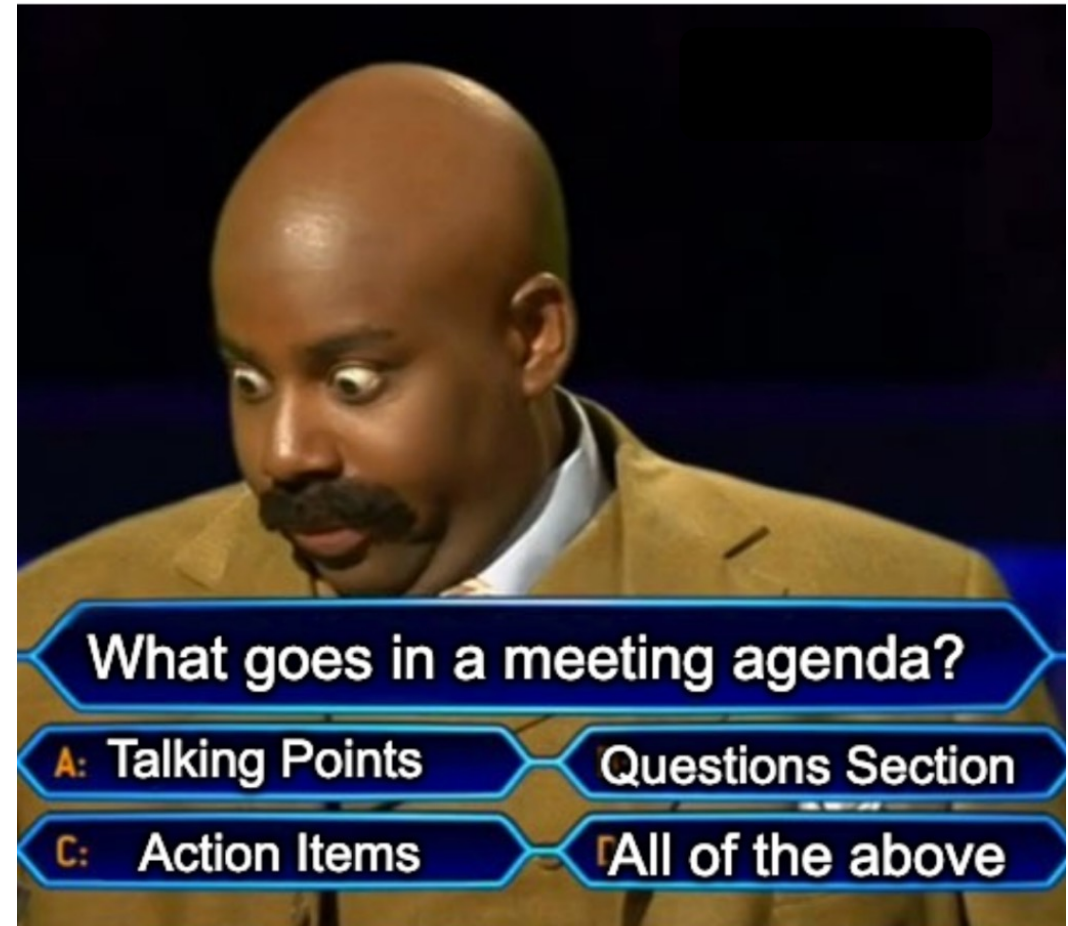 What goes in a meeting agenda?
A: Talking Points
Questions Section
C: Action Items
D All of the above